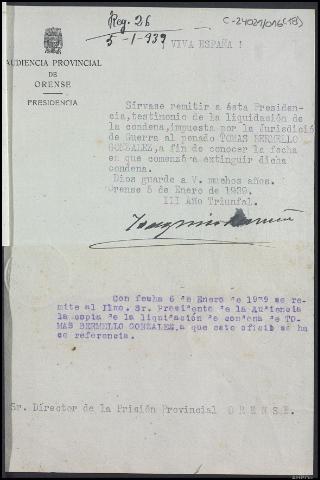 Reg. 26
C-24021/016(18)
5-1-939
VIVA ESPAÑA !
AUDIENCIA PROVINCIAL
DE
ORENSE
PRESIDENCIA
Sírvase remitir a ésta Presiden-
cia, testimonio de la liquidación de
la condena, impuesta por la Jurisdicció
de Guerra al penado TOMAS BERMELLO
GONZALEZ, a fin de conocer la fecha
en que comenzó a extinguir dicha
condena.
Dios guarde a V. muchos años.
Orense 5 de Enero de 1939.
III Año Triunfal.
Con fecha 6 de Enero de 1939 se re-
mite al Ilmo. Sr. Presidente de la Audiencia
la copia de la liquidación de condena de TO-
MAS BERMELLO GONZALEZ, a que este oficio se ha
ce referencia.
Sr. Director de la Prisión Provincial O R E N S E.